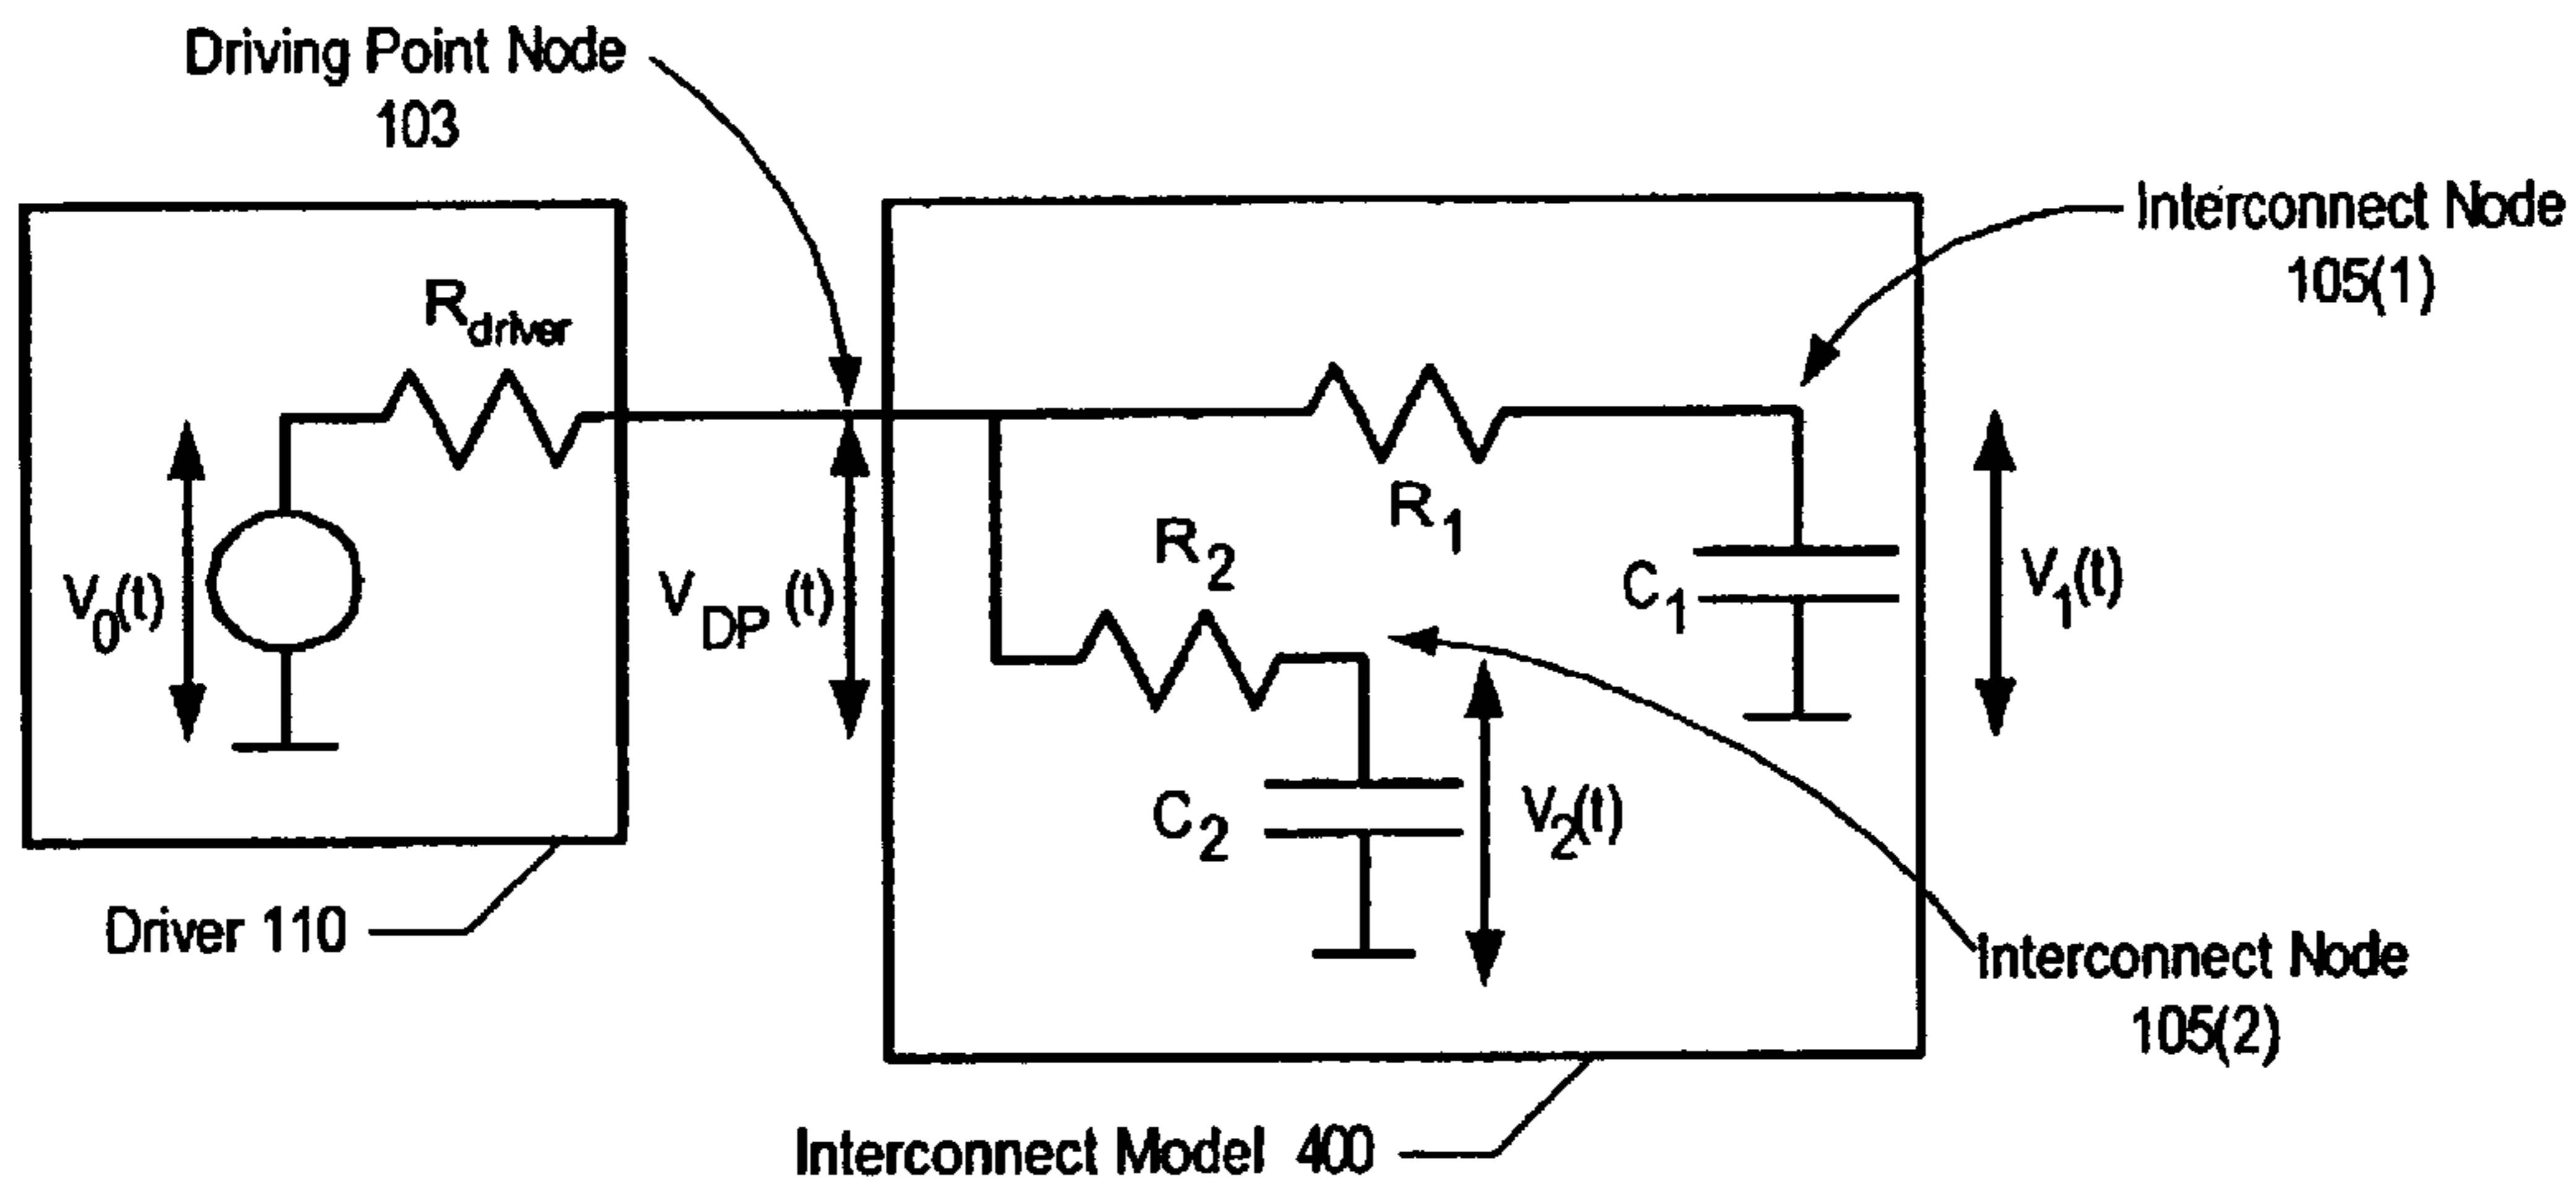 Driving Point Node
103
Interconnect Node
105(1)
R driver
V0(t)
VDP (t)
R1
R2
C1
V1(t)
C2
V2(t)
Driver 110
Interconnect Node
105(2)
Interconnect Model 400